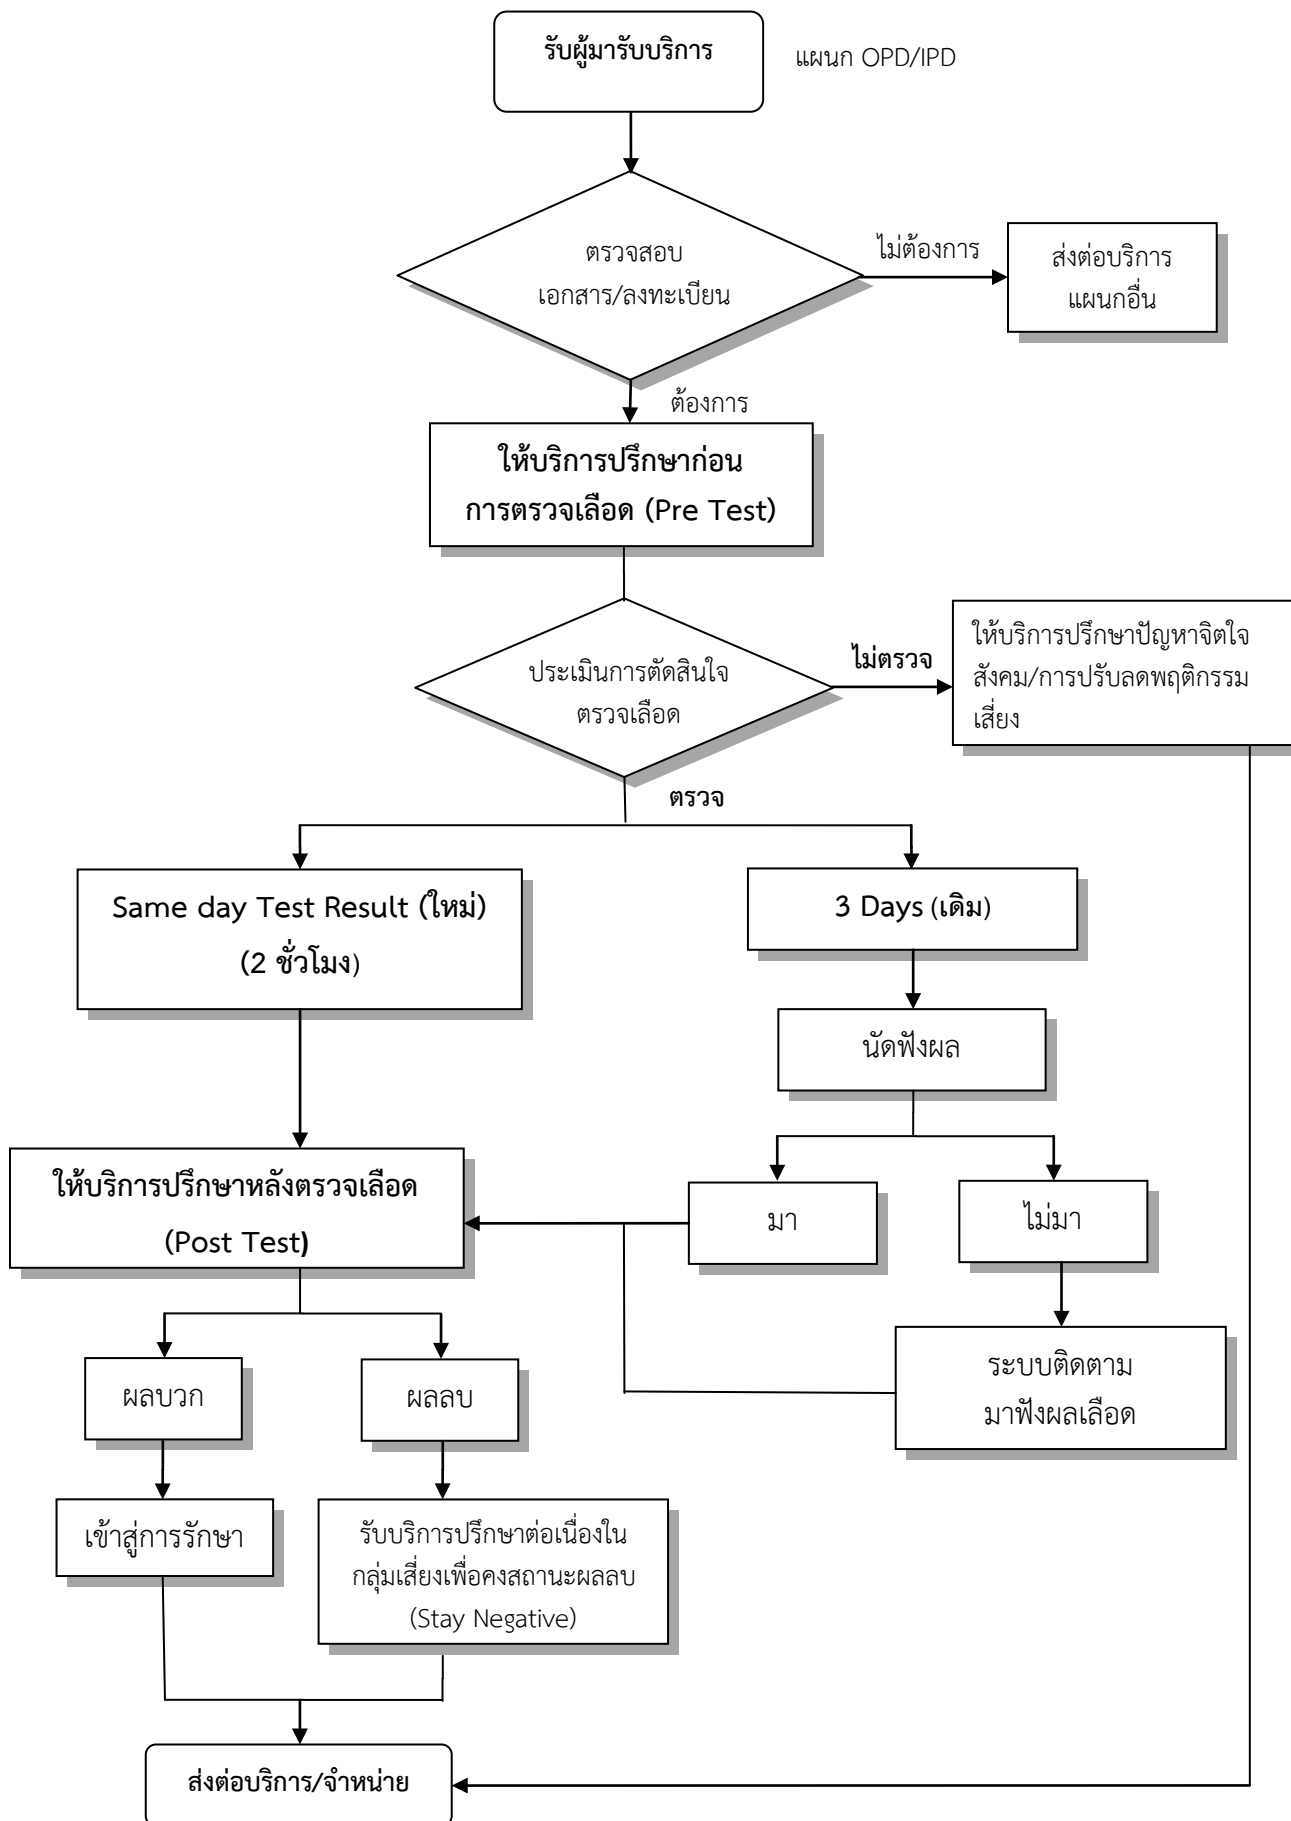 รับผู้มารับบริการ
แผนก OPD/IPD
ตรวจสอบ
เอกสาร/ลงทะเบียน
ไม่ต้องการ
ส่งต่อบริการ
แผนกอื่น
ต้องการ
ให้บริการปรึกษาก่อน
การตรวจเลือด (Pre Test)
ประเมินการตัดสินใจ
ตรวจเลือด
ไม่ตรวจ
ให้บริการปรึกษาปัญหาจิตใจ
สังคม/การปรับลดพฤติกรรม
เสี่ยง
ตรวจ
Same day Test Result (ใหม่)
(2 ชั่วโมง)
3 Days (เดิม)
นัดฟังผล
มา
ไม่มา
ให้บริการปรึกษาหลังตรวจเลือด
(Post Test)
ระบบติดตาม
มาฟังผลเลือด
ผลบวก
ผลลบ
เข้าสู่การรักษา
รับบริการปรึกษาต่อเนื่องใน
กลุ่มเสี่ยงเพื่อคงสถานะผลลบ
(Stay Negative)
ส่งต่อบริการ/จำหน่าย